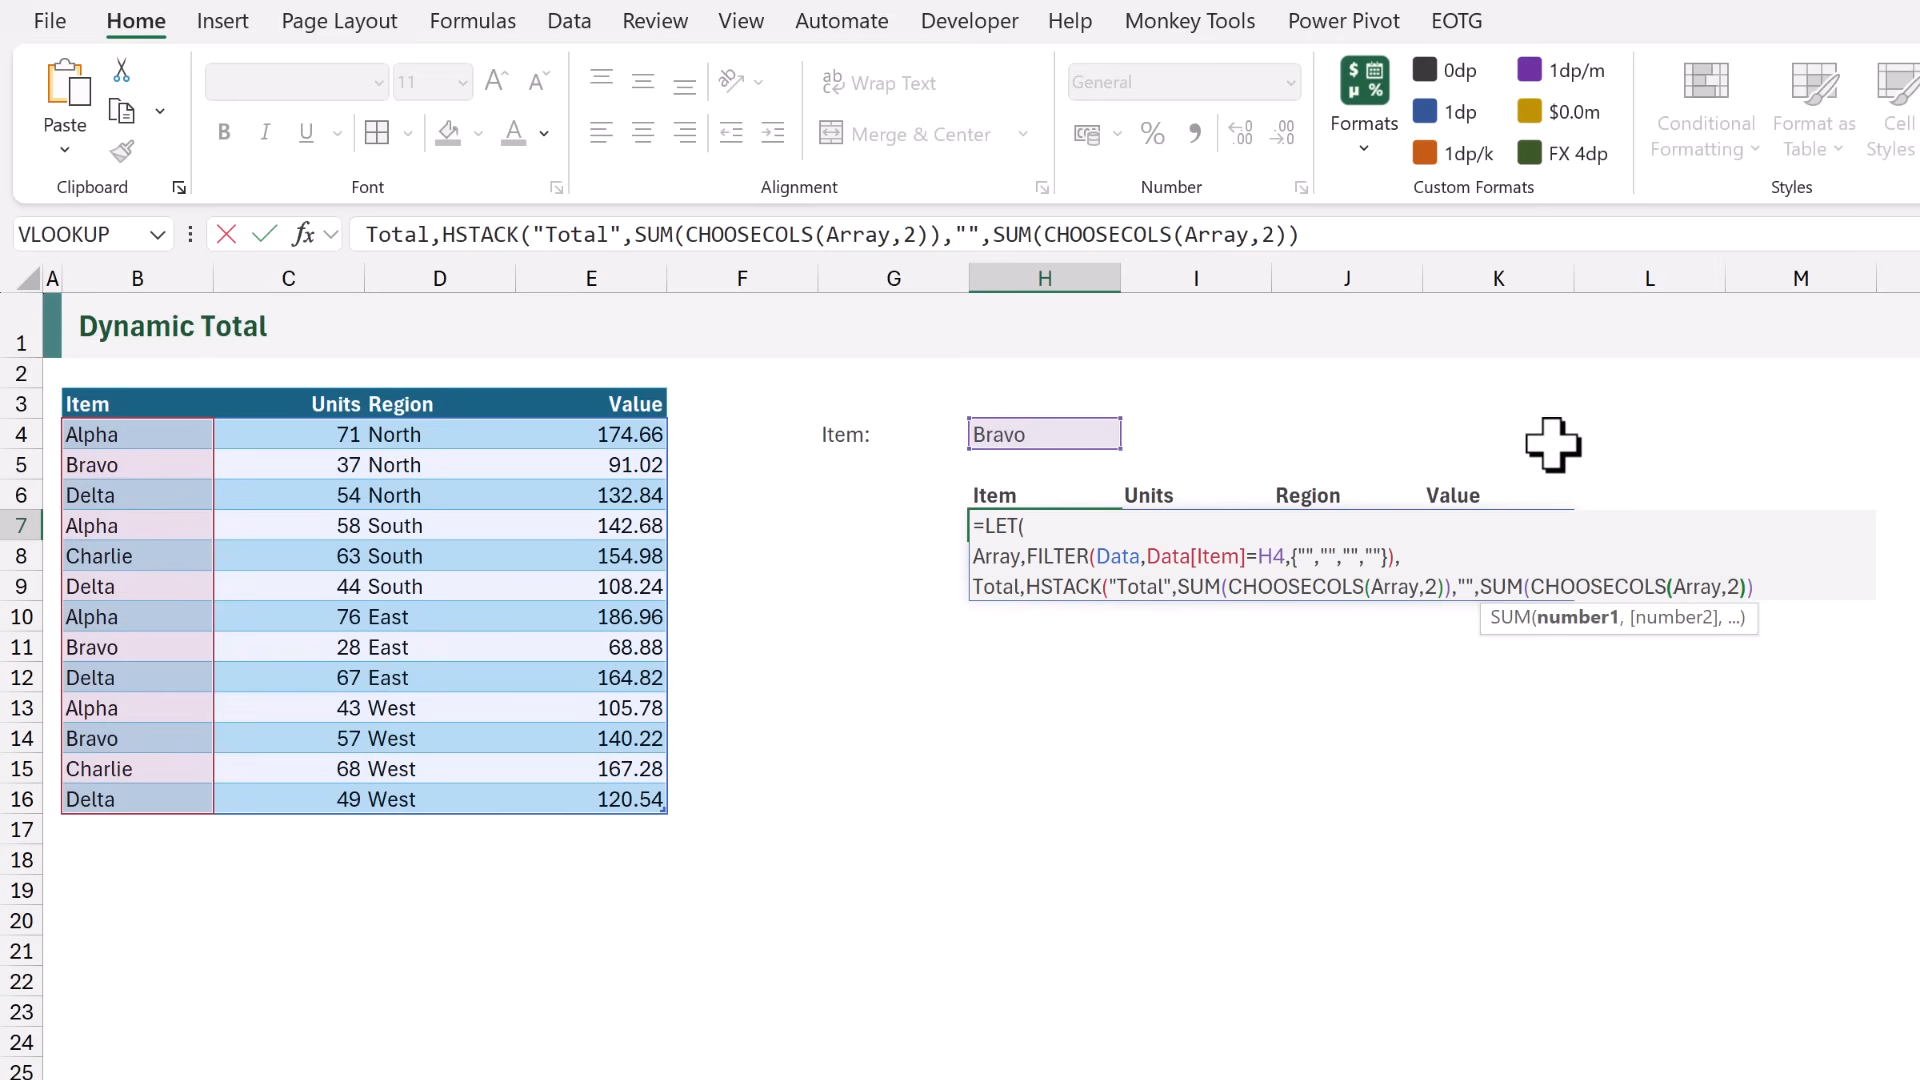 File Home Insert Page Layout Formulas Data Review View Automate Developer Help Monkey Tools Power Pivot EOTG
Paste
11
Wrap Text
Merge & Center
General
Formats
0dp
1dp
1dp/k
1dp/m
$0.0m
FX 4dp
Conditional
Formatting
Format as
Table
Cell
Styles
Clipboard Font Alignment Number Custom Formats Styles
VLOOKUP fx Total,HSTACK("Total",SUM(CHOOSECOLS(Array,2)),"",SUM(CHOOSECOLS(Array,2))
A B C D E F G H I J K L M
1 Dynamic Total
2
3 Item Units Region Value
4 Alpha 71 North 174.66 Item: Bravo
5 Bravo 37 North 91.02
6 Delta 54 North 132.84 Item Units Region Value
7 Alpha 58 South 142.68 =LET(
8 Charlie 63 South 154.98 Array,FILTER(Data,Data[Item]=H4,{"","","",""}),
9 Delta 44 South 108.24 Total,HSTACK("Total",SUM(CHOOSECOLS(Array,2)),"",SUM(CHOOSECOLS(Array,2))
10 Alpha 76 East 186.96 SUM(number1, [number2], ...)
11 Bravo 28 East 68.88
12 Delta 67 East 164.82
13 Alpha 43 West 105.78
14 Bravo 57 West 140.22
15 Charlie 68 West 167.28
16 Delta 49 West 120.54
17
18
19
20
21
22
23
24
25